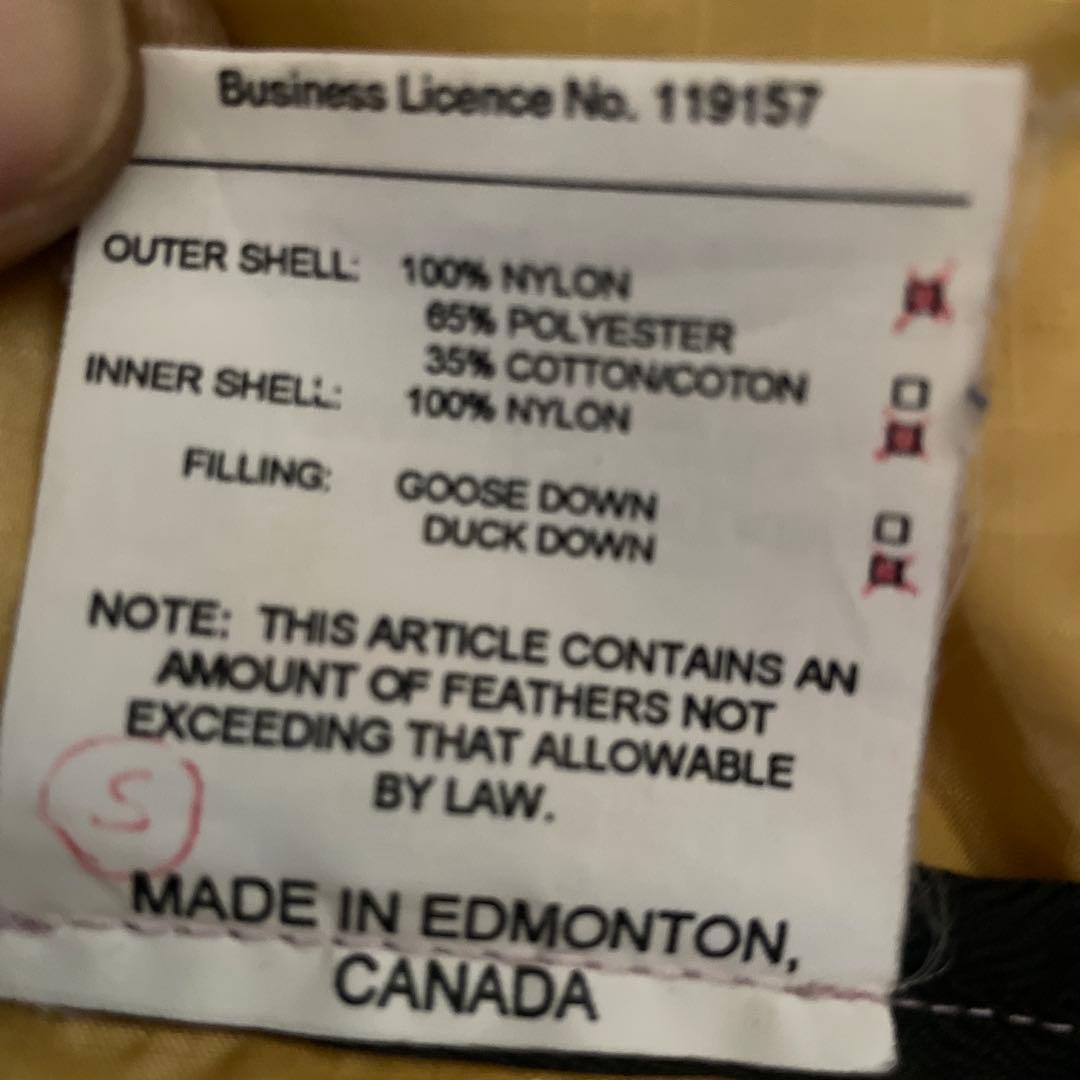 Business Licence No. 119157
OUTER SHELL: 100% NYLON
65% POLYESTER
35% COTTON/COTON
INNER SHELL: 100% NYLON
FILLING: GOOSE DOWN
DUCK DOWN
NOTE: THIS ARTICLE CONTAINS AN
AMOUNT OF FEATHERS NOT
EXCEEDING THAT ALLOWABLE
BY LAW.
S
MADE IN EDMONTON,
CANADA